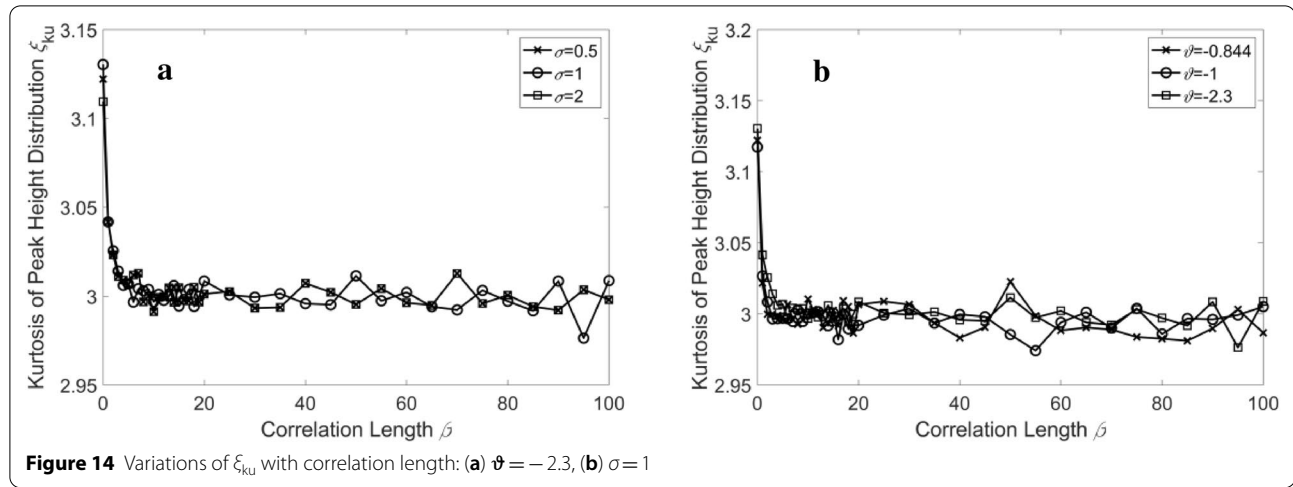 3.15
3.1
3.05
3
2.95
0 20 40 60 80 100
Kurtosis of Peak Height Distribution ξku
Correlation Length β
a
σ=0.5
σ=1
σ=2
3.2
3.15
3.1
3.05
3
2.95
0 20 40 60 80 100
Kurtosis of Peak Height Distribution ξku
Correlation Length β
b
ϑ=-0.844
ϑ=-1
ϑ=-2.3
Figure 14 Variations of ξku with correlation length: (a) ϑ = − 2.3, (b) σ = 1